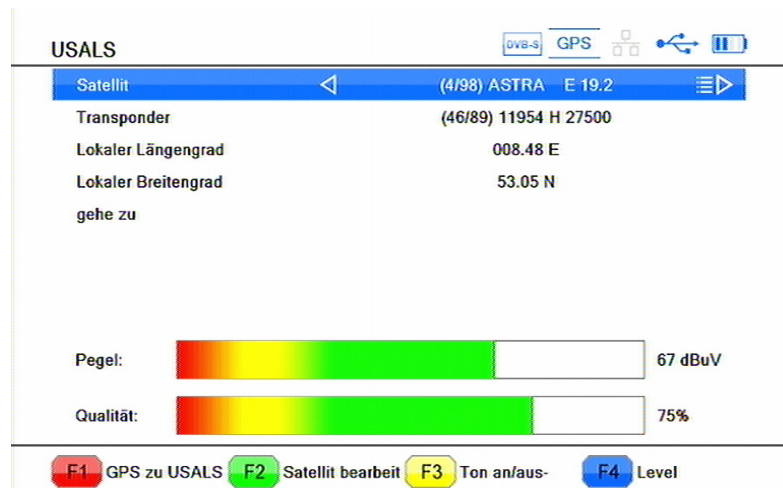 USALS DVB-S GPS
Satellit (4/98) ASTRA E 19.2
Transponder (46/89) 11954 H 27500
Lokaler Längengrad 008.48 E
Lokaler Breitengrad 53.05 N
gehe zu
Pegel: 67 dBuV
Qualität: 75%
F1 GPS zu USALS F2 Satellit bearbeit F3 Ton an/aus- F4 Level